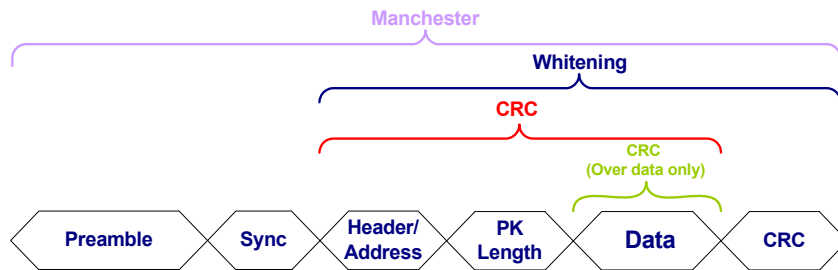 Manchester
Whitening
CRC
CRC
(Over data only)
Preamble
Sync
Header/
Address
PK
Length
Data
CRC